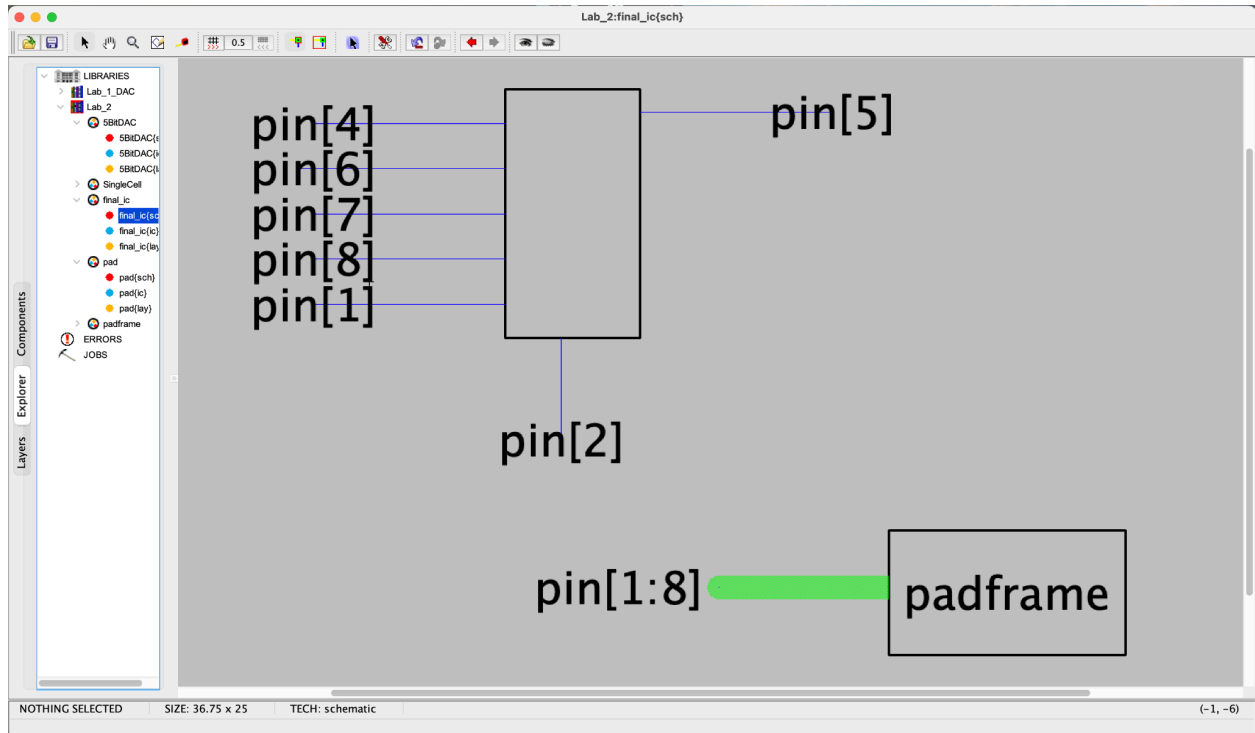 Lab_2:final_ic{sch}
0.5
LIBRARIES
Lab_1_DAC
Lab_2
5BitDAC
5BitDAC{s
5BitDAC{i
5BitDAC{l
SingleCell
final_ic
final_ic{sc
final_ic{ic}
final_ic{lay
pad
pad{sch}
pad{ic}
pad{lay}
padframe
ERRORS
JOBS
Components
Explorer
Layers
pin[4]
pin[6]
pin[7]
pin[8]
pin[1]
pin[5]
pin[2]
pin[1:8]
padframe
NOTHING SELECTED SIZE: 36.75 x 25 TECH: schematic (-1, -6)